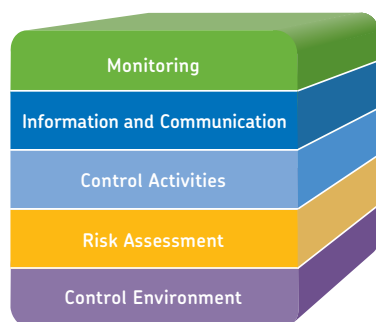 Monitoring
Information and Communication
Control Activities
Risk Assessment
Control Environment